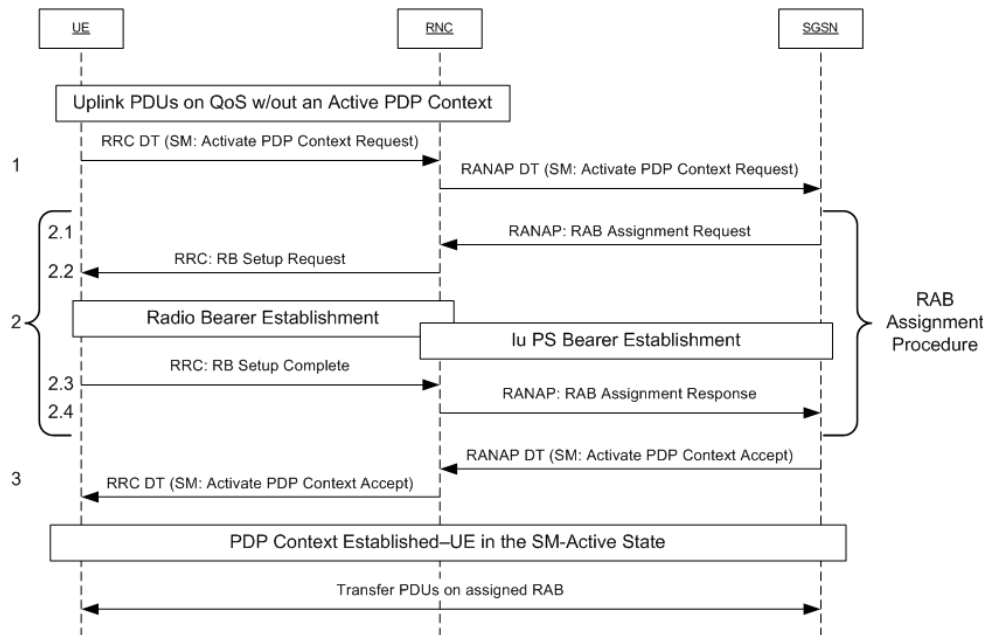 UE
RNC
SGSN
Uplink PDUs on QoS w/out an Active PDP Context
RRC DT (SM: Activate PDP Context Request)
1
RANAP DT (SM: Activate PDP Context Request)
2.1
RANAP: RAB Assignment Request
RRC: RB Setup Request
2.2
2
Radio Bearer Establishment
Iu PS Bearer Establishment
RAB
Assignment
Procedure
RRC: RB Setup Complete
2.3
RANAP: RAB Assignment Response
2.4
RANAP DT (SM: Activate PDP Context Accept)
3
RRC DT (SM: Activate PDP Context Accept)
PDP Context Established–UE in the SM-Active State
Transfer PDUs on assigned RAB